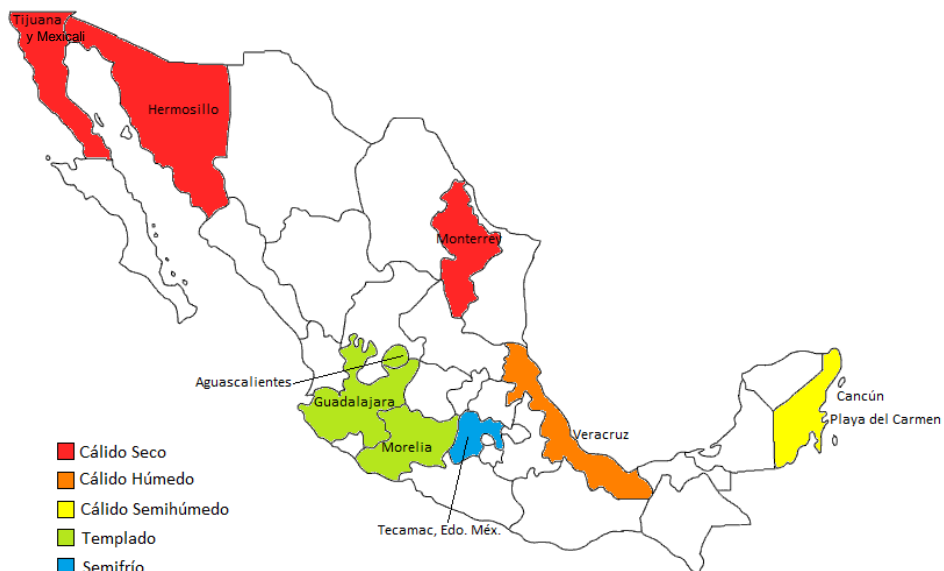 Tijuana
y Mexicali
Hermosillo
Monterrey
Aguascalientes
Guadalajara
Morelia
Veracruz
Cancún
Playa del Carmen
Tecamac, Edo. Méx.
Cálido Seco
Cálido Húmedo
Cálido Semihúmedo
Templado
Semifrío